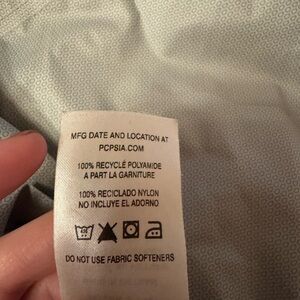 MFG DATE AND LOCATION AT
PCPSIA.COM
100% RECYCLÉ POLYAMIDE
A PART LA GARNITURE
100% RECICLADO NYLON
NO INCLUYE EL ADORNO
DO NOT USE FABRIC SOFTENERS